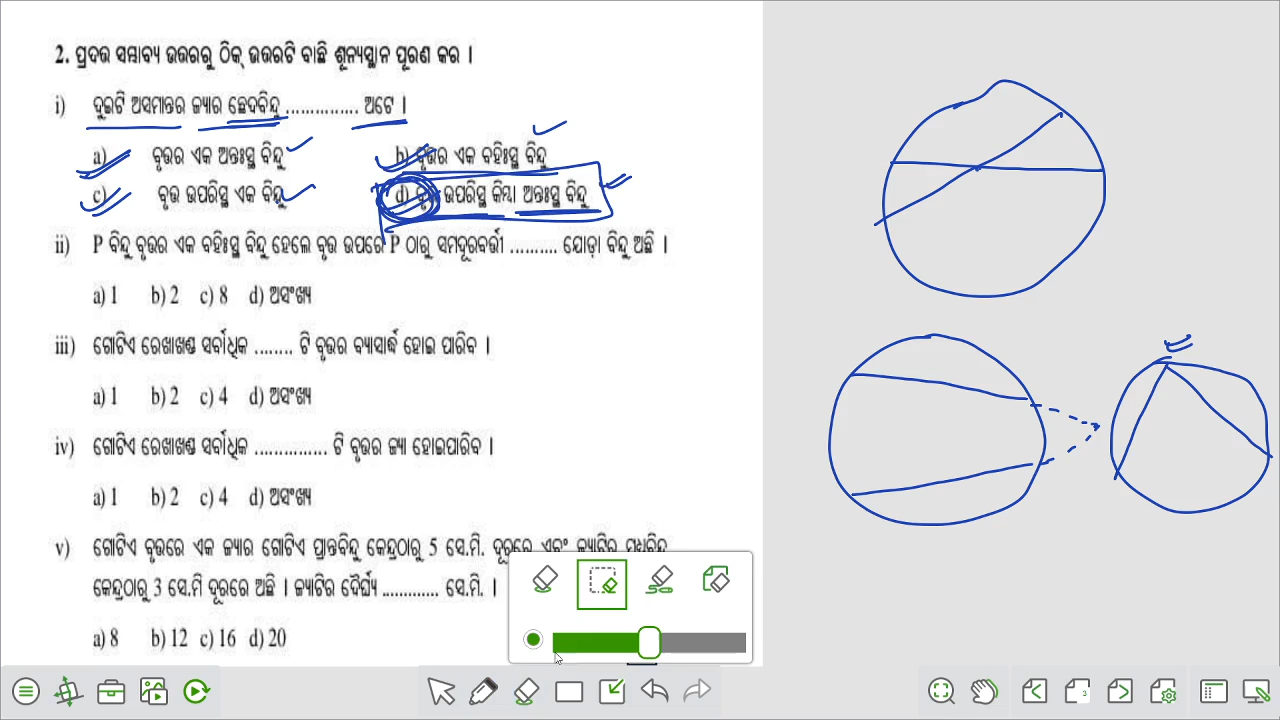 2. ପ୍ରଦତ୍ତ ସମ୍ଭାବ୍ୟ ଉତ୍ତରରୁ ଠିକ୍ ଉତ୍ତରଟି ବାଛି ଶୂନ୍ୟସ୍ଥାନ ପୂରଣ କର ।
i) ଦୁଇଟି ଅସମାନ୍ତର ଜ୍ୟାର ଛେଦବିନ୍ଦୁ ............... ଅଟେ ।
a) ବୃତ୍ତର ଏକ ଅନ୍ତଃସ୍ଥ ବିନ୍ଦୁ b) ବୃତ୍ତର ଏକ ବହିଃସ୍ଥ ବିନ୍ଦୁ
c) ବୃତ୍ତ ଉପରିସ୍ଥ ଏକ ବିନ୍ଦୁ d) ବୃତ୍ତ ଉପରିସ୍ଥ କିମ୍ବା ଅନ୍ତଃସ୍ଥ ବିନ୍ଦୁ
ii) P ବିନ୍ଦୁ ବୃତ୍ତର ଏକ ବହିଃସ୍ଥ ବିନ୍ଦୁ ହେଲେ ବୃତ୍ତ ଉପରେ P ଠାରୁ ସମଦୂରବର୍ତ୍ତୀ .......... ଯୋଡ଼ା ବିନ୍ଦୁ ଅଛି ।
a) 1 b) 2 c) 8 d) ଅସଂଖ୍ୟ
iii) ଗୋଟିଏ ରେଖାଖଣ୍ଡ ସର୍ବାଧିକ ........ ଟି ବୃତ୍ତର ବ୍ୟାସାର୍ଦ୍ଧ ହୋଇ ପାରିବ ।
a) 1 b) 2 c) 4 d) ଅସଂଖ୍ୟ
iv) ଗୋଟିଏ ରେଖାଖଣ୍ଡ ସର୍ବାଧିକ ............... ଟି ବୃତ୍ତର ଜ୍ୟା ହୋଇପାରିବ ।
a) 1 b) 2 c) 4 d) ଅସଂଖ୍ୟ
v) ଗୋଟିଏ ବୃତ୍ତରେ ଏକ ଜ୍ୟାର ଗୋଟିଏ ପ୍ରାନ୍ତବିନ୍ଦୁ କେନ୍ଦ୍ରଠାରୁ 5 ସେ.ମି. ଦୂରରେ ଏବଂ ଜ୍ୟାଟିର ମଧ୍ୟବିନ୍ଦୁ
କେନ୍ଦ୍ରଠାରୁ 3 ସେ.ମି ଦୂରରେ ଅଛି । ଜ୍ୟାଟିର ଦୈର୍ଘ୍ୟ ............. ସେ.ମି. ।
a) 8 b) 12 c) 16 d) 20
3